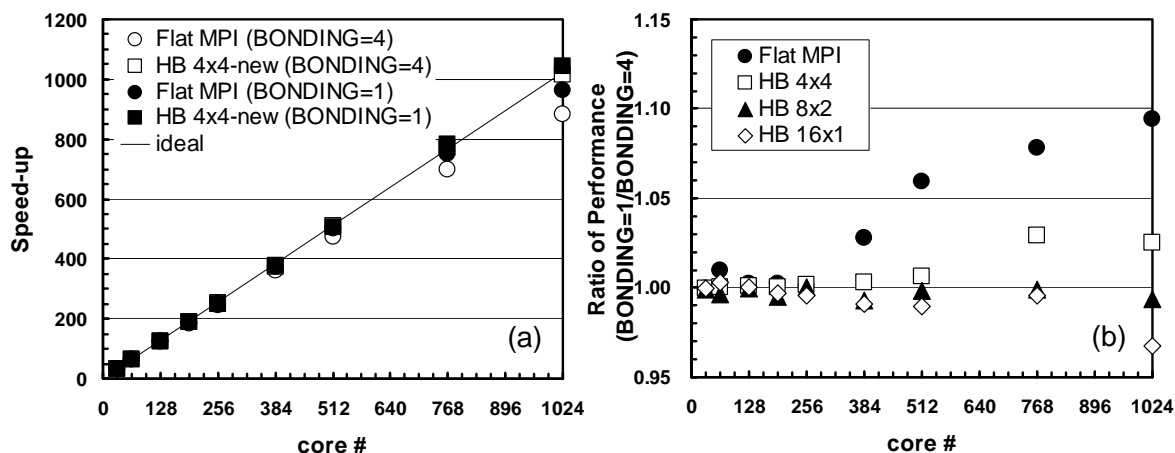 1200
1000
800
600
400
200
0
Speed-up
Flat MPI (BONDING=4)
HB 4x4-new (BONDING=4)
Flat MPI (BONDING=1)
HB 4x4-new (BONDING=1)
ideal
(a)
0 128 256 384 512 640 768 896 1024
core #
1.15
1.10
1.05
1.00
0.95
Ratio of Performance
(BONDING=1/BONDING=4)
Flat MPI
HB 4x4
HB 8x2
HB 16x1
(b)
0 128 256 384 512 640 768 896 1024
core #